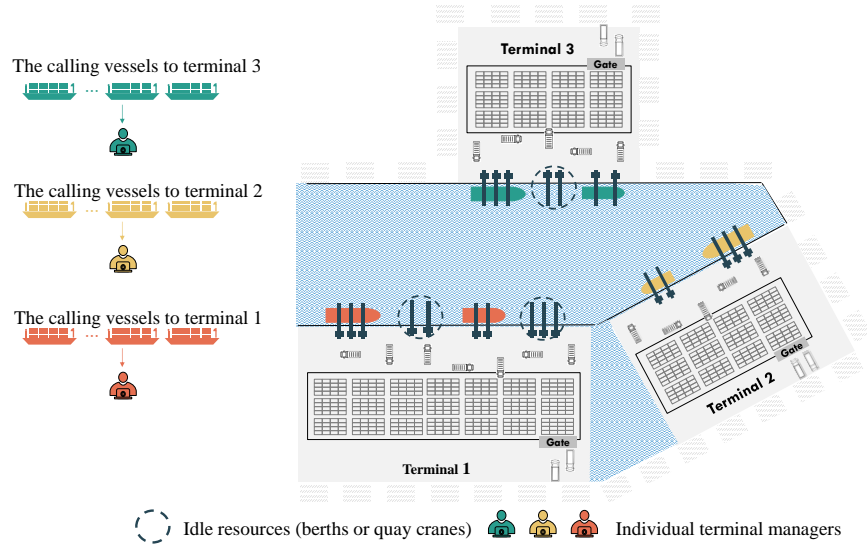 The calling vessels to terminal 3
...
The calling vessels to terminal 2
...
The calling vessels to terminal 1
...
Terminal 3
Gate
Gate
Terminal 2
Gate
Terminal 1
Idle resources (berths or quay cranes)
Individual terminal managers